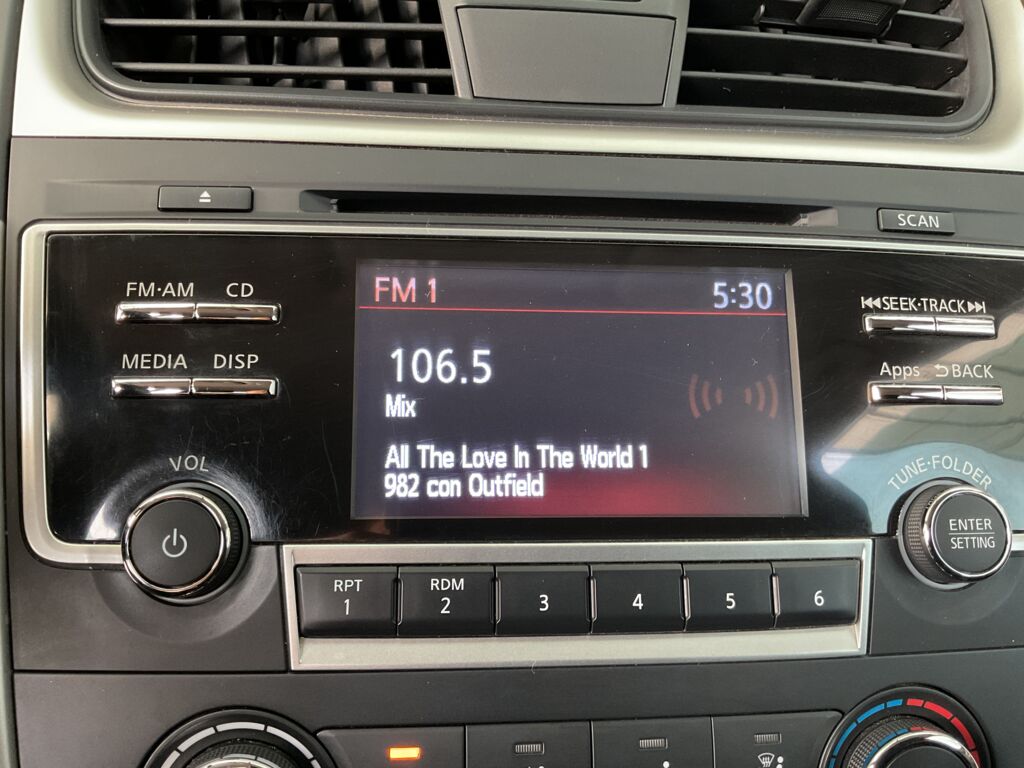 SCAN
FM·AM CD
MEDIA DISP
VOL
FM 1 5:30
106.5
Mix
All The Love In The World 1
982 con Outfield
SEEK·TRACK
Apps BACK
TUNE·FOLDER
ENTER
SETTING
RPT RDM
1 2 3 4 5 6